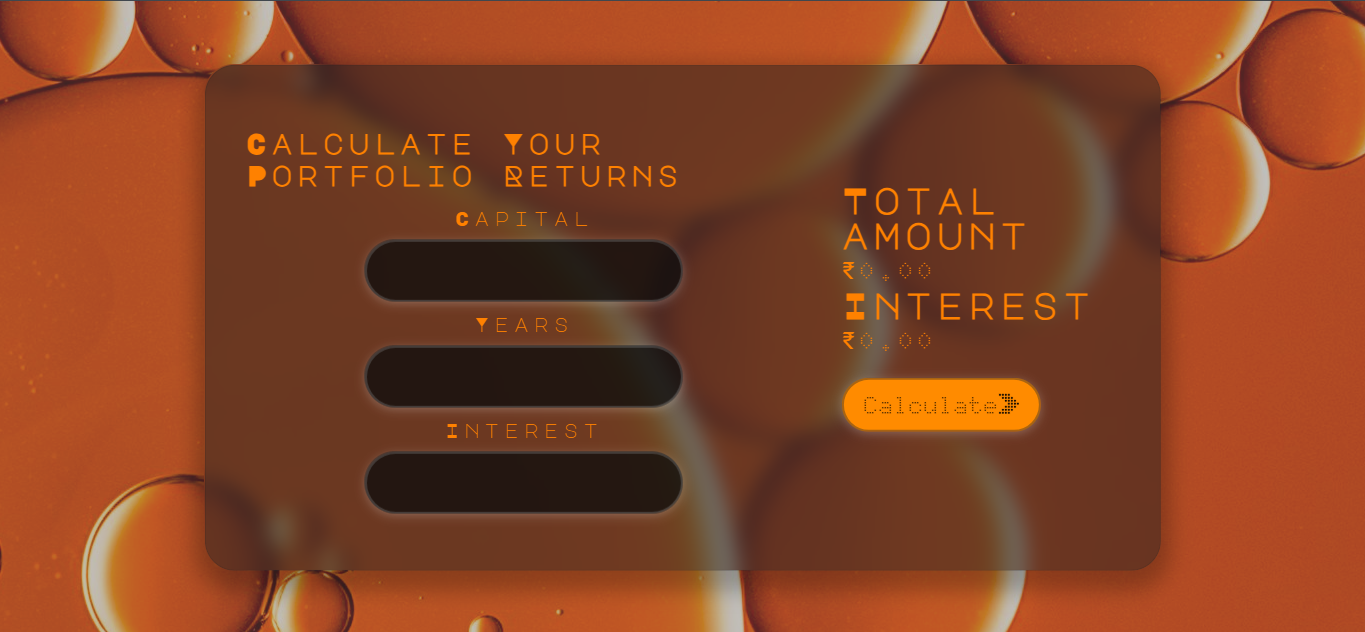 CALCULATE YOUR
PORTFOLIO RETURNS
CAPITAL
YEARS
INTEREST
TOTAL
AMOUNT
₹0.00
INTEREST
₹0.00
Calculate➤